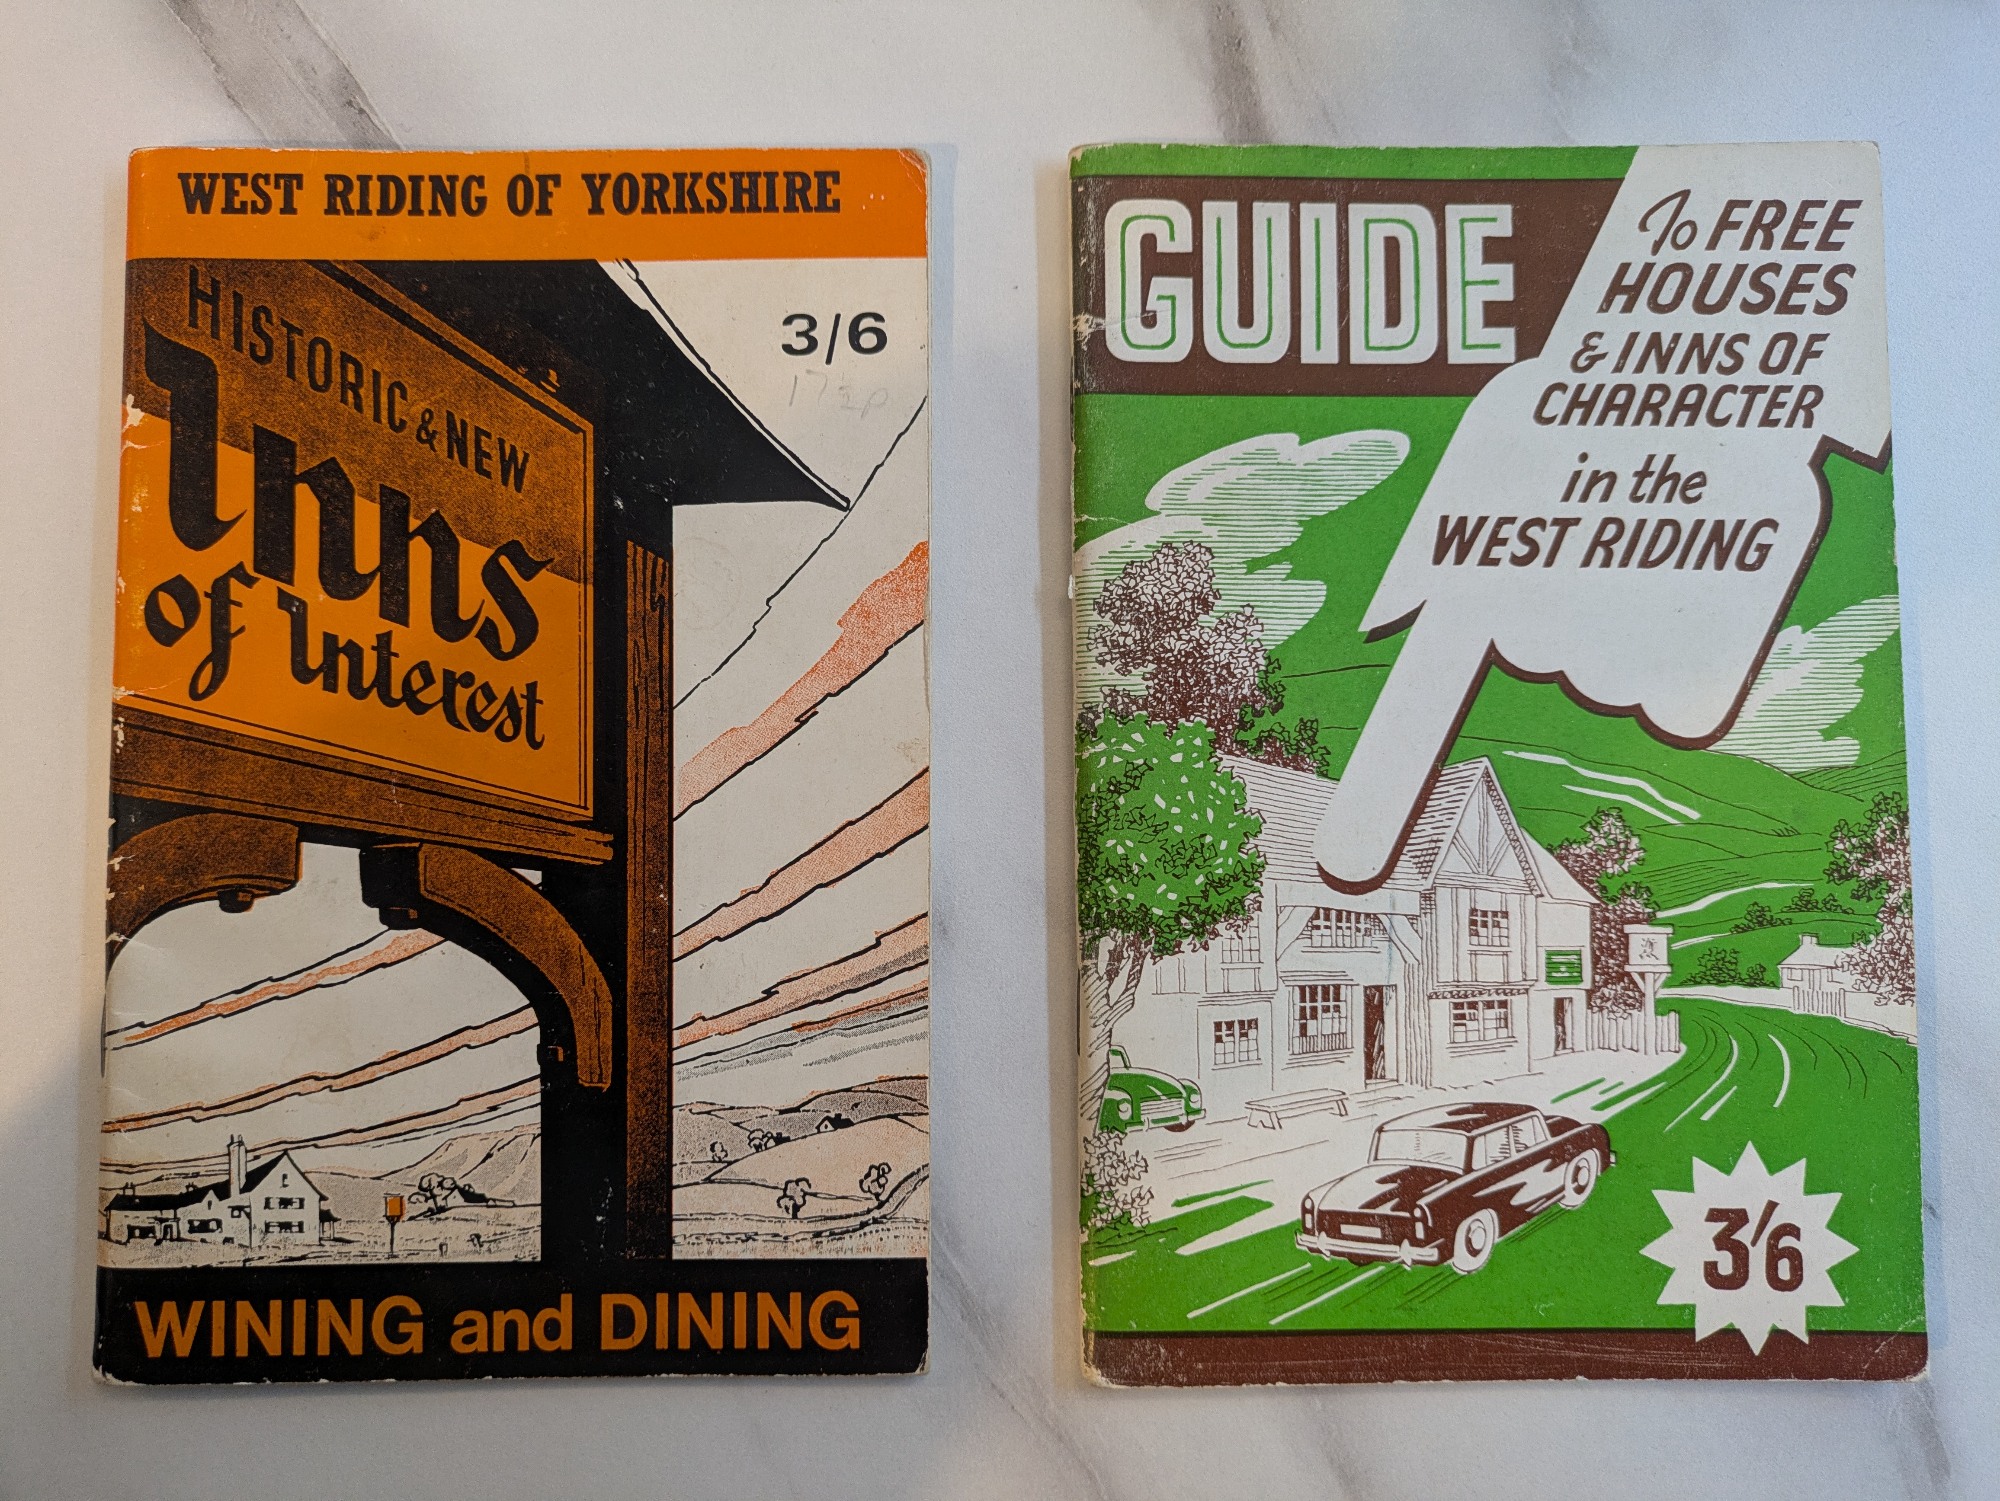 WEST RIDING OF YORKSHIRE
HISTORIC & NEW
Inns
of Interest
3/6
17½p
WINING and DINING
GUIDE
To FREE
HOUSES
& INNS OF
CHARACTER
in the
WEST RIDING
3/6